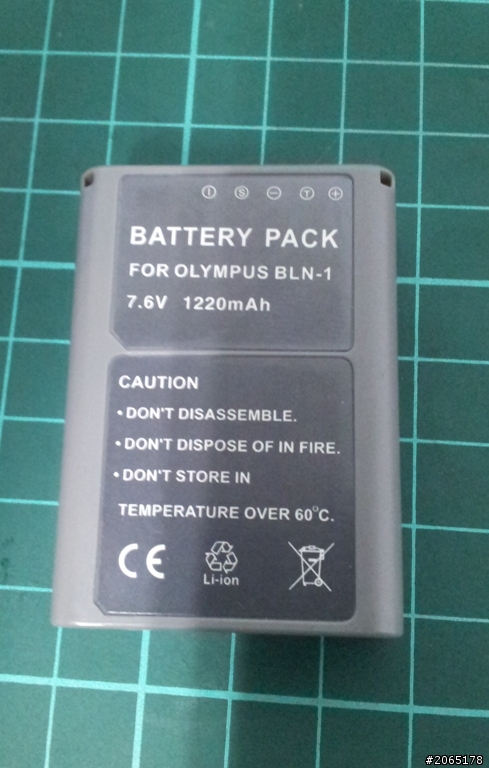 I S − T +
BATTERY PACK
FOR OLYMPUS BLN-1
7.6V 1220mAh
CAUTION
• DON'T DISASSEMBLE.
• DON'T DISPOSE OF IN FIRE.
• DON'T STORE IN
TEMPERATURE OVER 60°C.
CE
Li-ion
#2065178